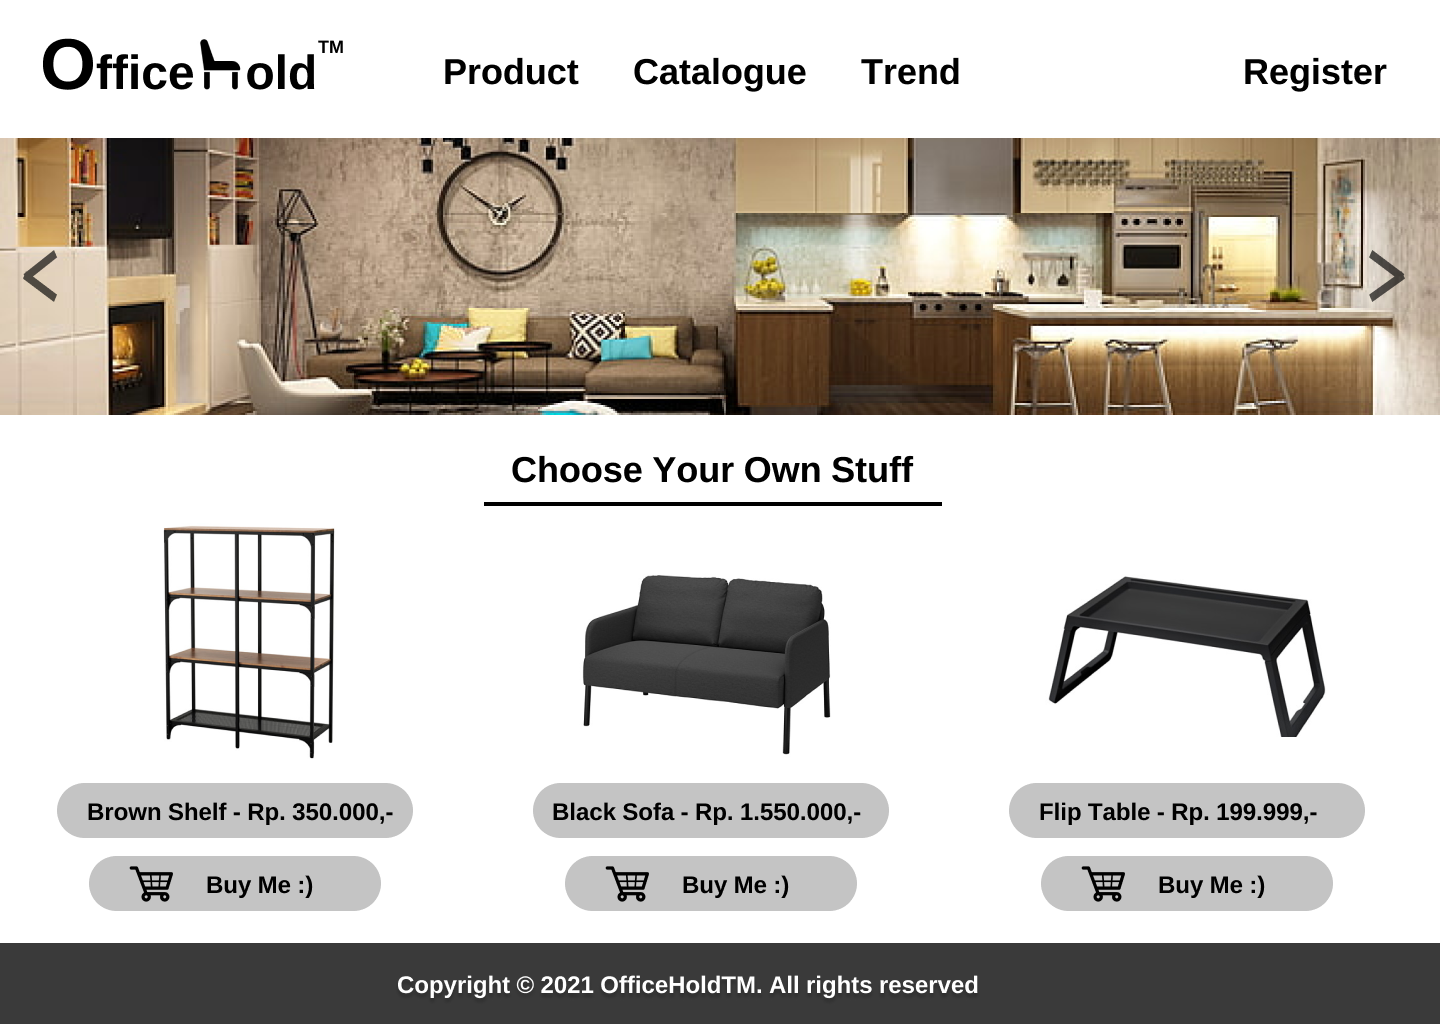 Officehold™
Product Catalogue Trend Register
< >
Choose Your Own Stuff
Brown Shelf - Rp. 350.000,- Black Sofa - Rp. 1.550.000,- Flip Table - Rp. 199.999,-
Buy Me :) Buy Me :) Buy Me :)
Copyright © 2021 OfficeHoldTM. All rights reserved